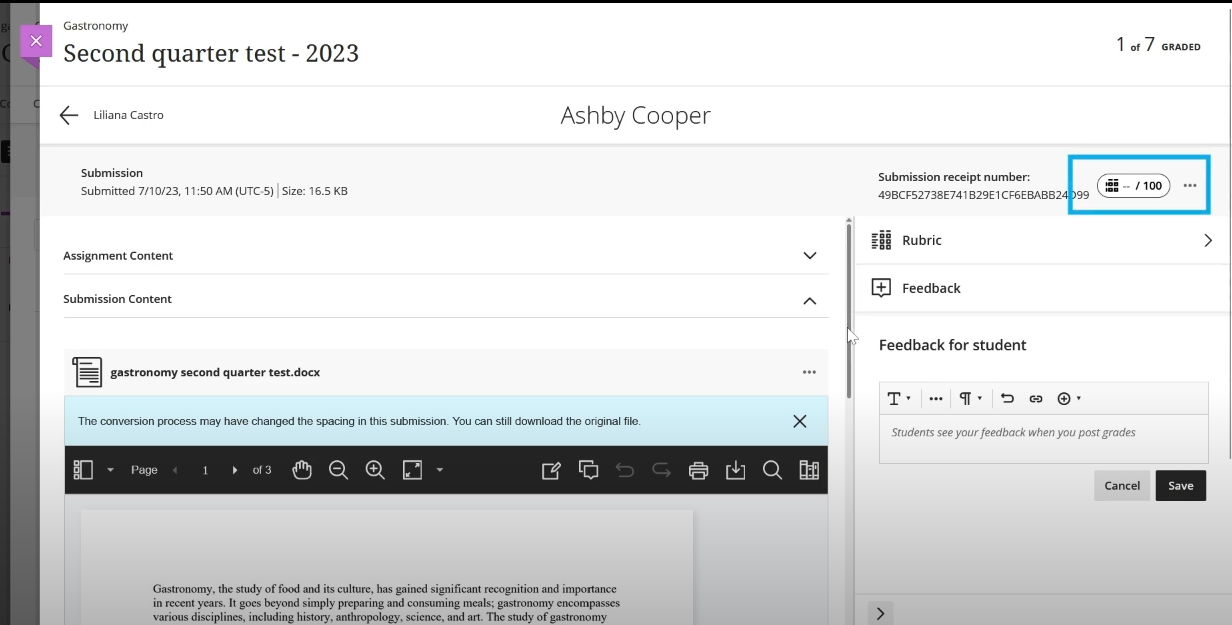 Gastronomy
Second quarter test - 2023
1 of 7 GRADED
Liliana Castro
Ashby Cooper
Submission
Submitted 7/10/23, 11:50 AM (UTC-5) | Size: 16.5 KB
Submission receipt number:
49BCF52738E741B29E1CF6EBABB24D99
-- / 100
Assignment Content
Submission Content
Rubric
Feedback
Feedback for student
Students see your feedback when you post grades
Cancel
Save
gastronomy second quarter test.docx
The conversion process may have changed the spacing in this submission. You can still download the original file.
Page 1 of 3
Gastronomy, the study of food and its culture, has gained significant recognition and importance
in recent years. It goes beyond simply preparing and consuming meals; gastronomy encompasses
various disciplines, including history, anthropology, science, and art. The study of gastronomy